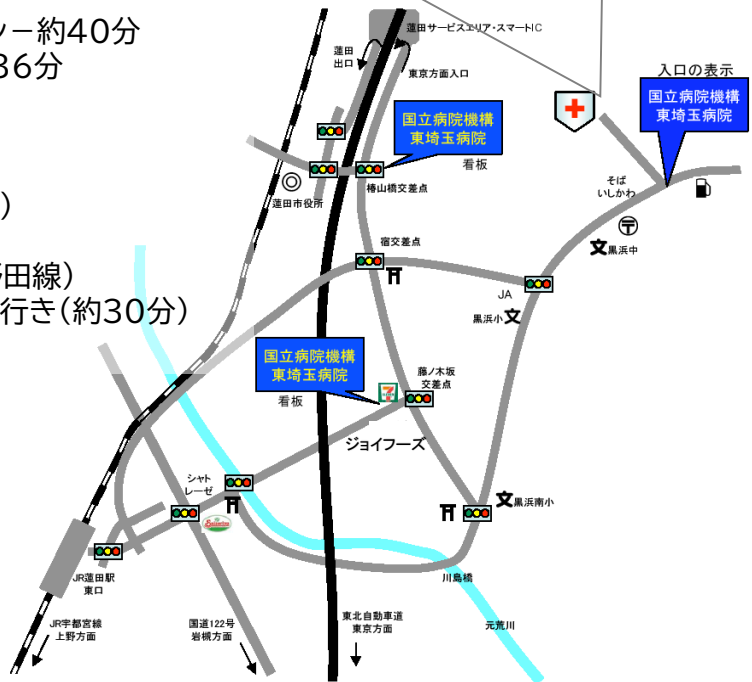 ン－約40分
36分
)
野田線)
行き(約30分)
蓮田サービスエリア・スマートIC
蓮田
出口
東京方面入口
国立病院機構
東埼玉病院
看板
入口の表示
国立病院機構
東埼玉病院
蓮田市役所
椿山橋交差点
そば
いしかわ
宿交差点
文黒浜中
JA
黒浜小文
国立病院機構
東埼玉病院
看板
7
藤ノ木坂
交差点
ジョイフーズ
シャト
レーゼ
文黒浜南小
JR蓮田駅
東口
川島橋
JR宇都宮線
上野方面
国道122号
岩槻方面
東北自動車道
東京方面
元荒川